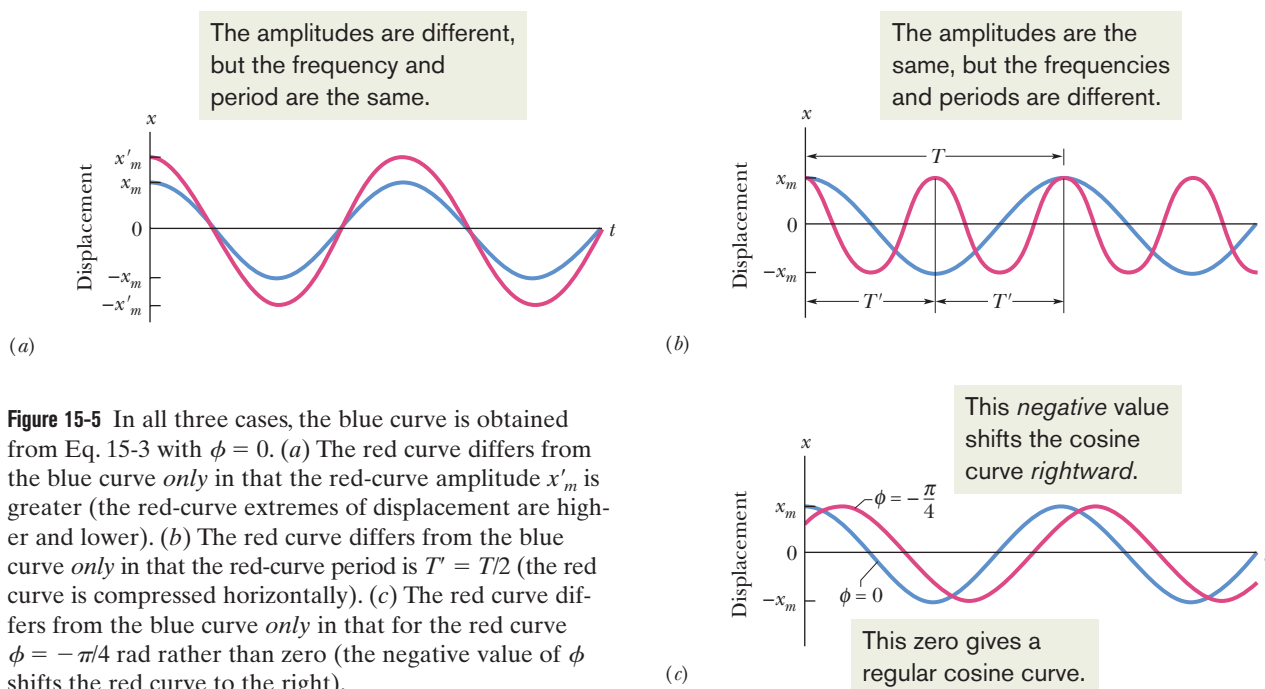 The amplitudes are different,
but the frequency and
period are the same.
x
x′m
xm
0
−xm
−x′m
Displacement
t
(a)
The amplitudes are the
same, but the frequencies
and periods are different.
x
T
xm
0
−xm
Displacement
T′
T′
(b)
Figure 15-5 In all three cases, the blue curve is obtained
from Eq. 15-3 with ϕ = 0. (a) The red curve differs from
the blue curve only in that the red-curve amplitude x′m is
greater (the red-curve extremes of displacement are high-
er and lower). (b) The red curve differs from the blue
curve only in that the red-curve period is T′ = T/2 (the red
curve is compressed horizontally). (c) The red curve dif-
fers from the blue curve only in that for the red curve
ϕ = −π/4 rad rather than zero (the negative value of ϕ
shifts the red curve to the right).
This negative value
shifts the cosine
curve rightward.
x
xm
ϕ = −π/4
0
−xm
ϕ = 0
Displacement
This zero gives a
regular cosine curve.
(c)